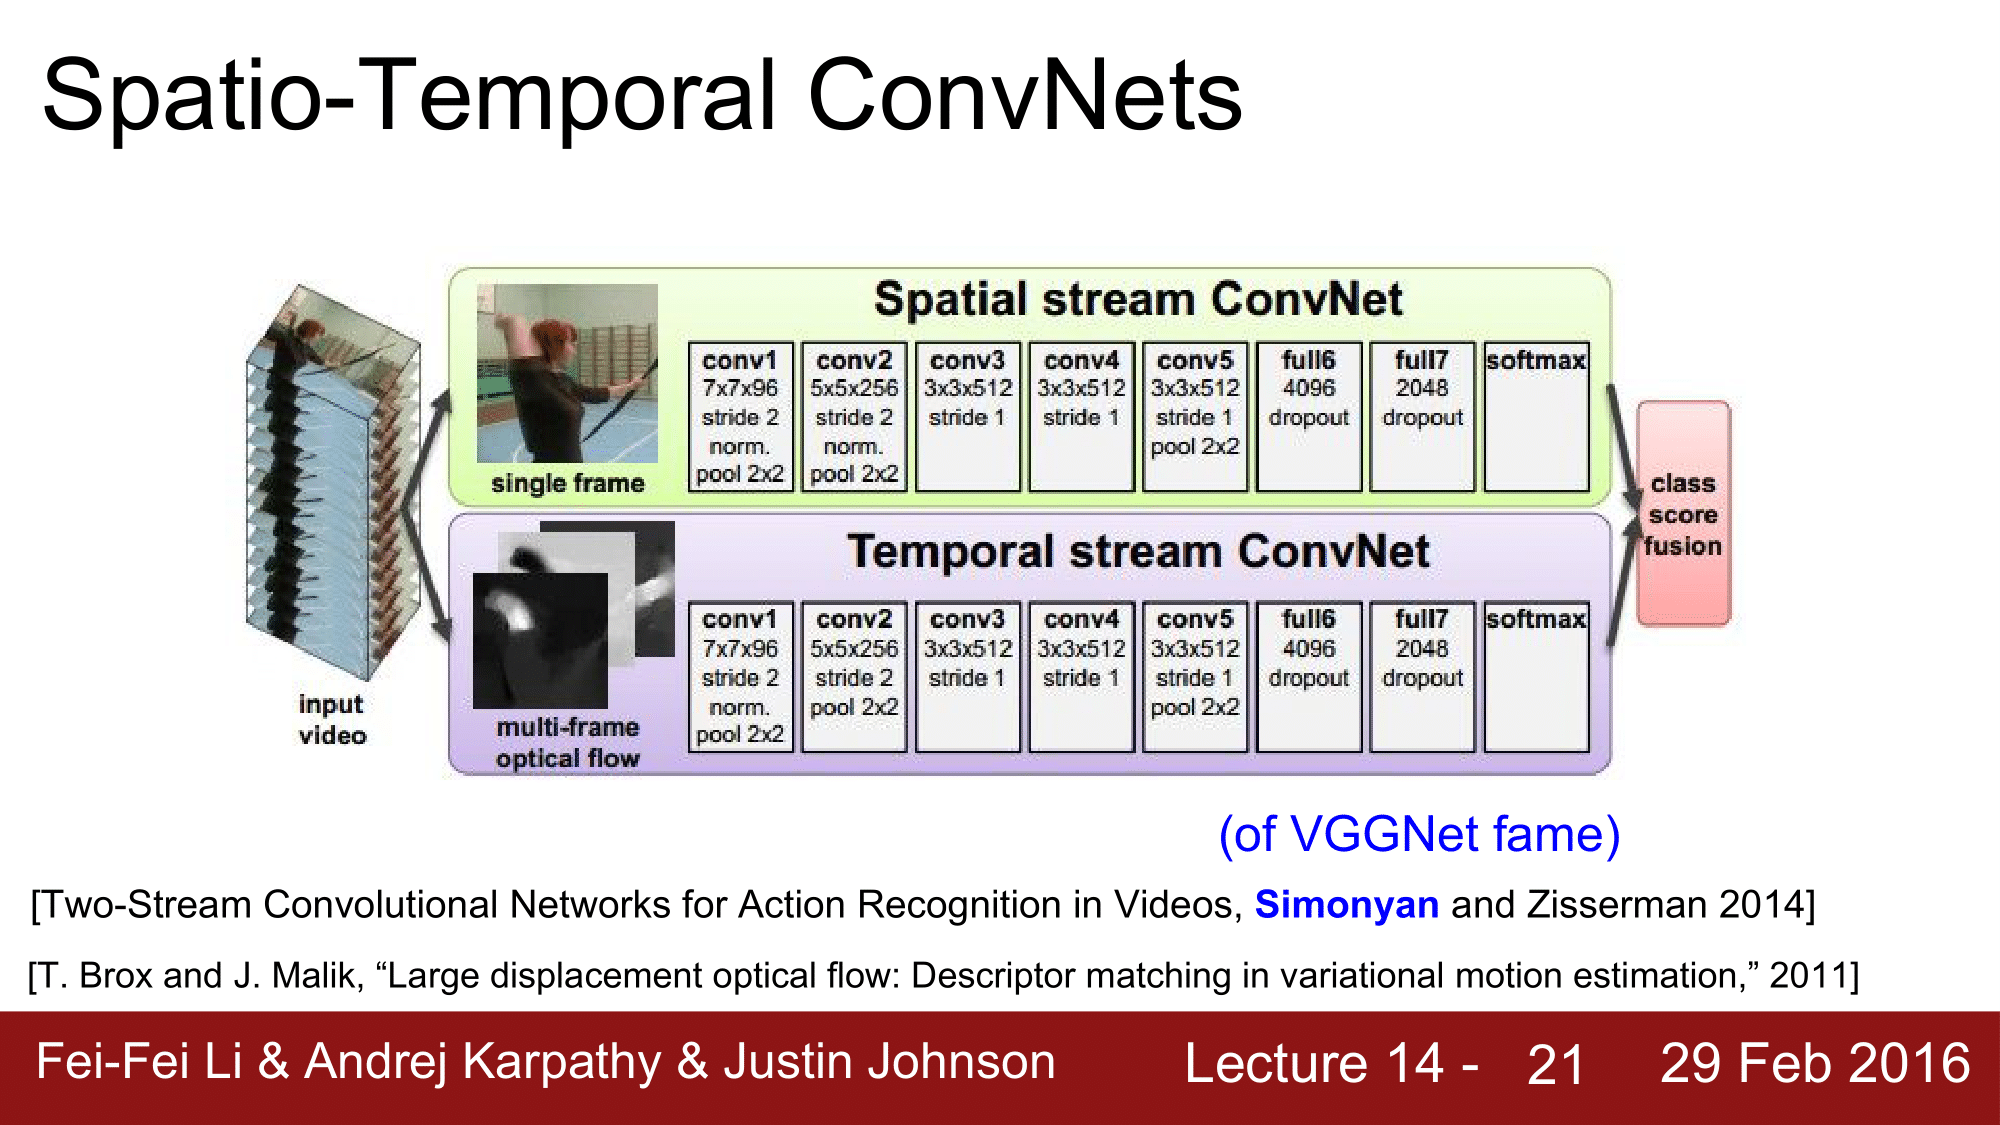 Spatio-Temporal ConvNets
Spatial stream ConvNet
conv1
7x7x96
stride 2
norm.
pool 2x2
conv2
5x5x256
stride 2
norm.
pool 2x2
conv3
3x3x512
stride 1
conv4
3x3x512
stride 1
conv5
3x3x512
stride 1
pool 2x2
full6
4096
dropout
full7
2048
dropout
softmax
single frame
Temporal stream ConvNet
conv1
7x7x96
stride 2
norm.
pool 2x2
conv2
5x5x256
stride 2
pool 2x2
conv3
3x3x512
stride 1
conv4
3x3x512
stride 1
conv5
3x3x512
stride 1
pool 2x2
full6
4096
dropout
full7
2048
dropout
softmax
multi-frame
optical flow
input
video
class
score
fusion
(of VGGNet fame)
[Two-Stream Convolutional Networks for Action Recognition in Videos, Simonyan and Zisserman 2014]
[T. Brox and J. Malik, “Large displacement optical flow: Descriptor matching in variational motion estimation,” 2011]
Fei-Fei Li & Andrej Karpathy & Justin Johnson
Lecture 14 - 21
29 Feb 2016